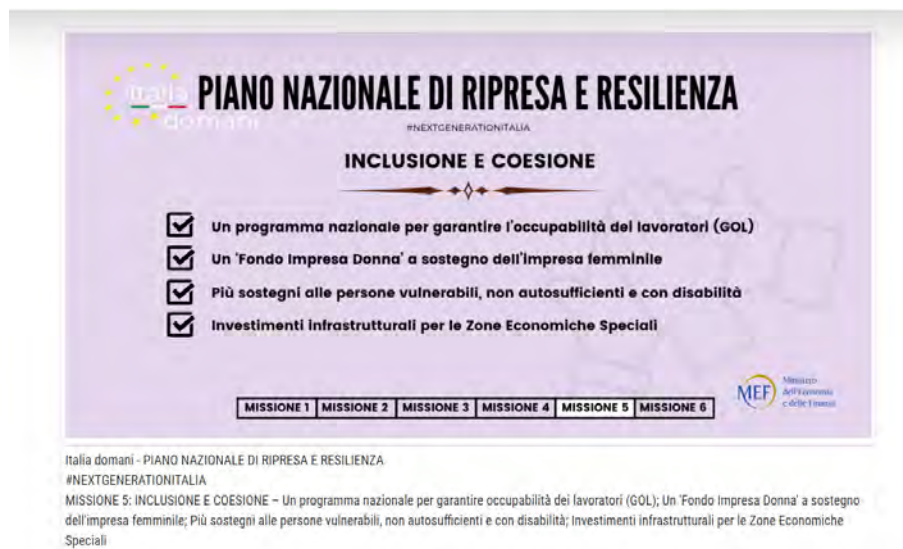 italia
domani
PIANO NAZIONALE DI RIPRESA E RESILIENZA
#NEXTGENERATIONITALIA
INCLUSIONE E COESIONE
Un programma nazionale per garantire l'occupabilità dei lavoratori (GOL)
Un 'Fondo Impresa Donna' a sostegno dell'impresa femminile
Più sostegni alle persone vulnerabili, non autosufficienti e con disabilità
Investimenti infrastrutturali per le Zone Economiche Speciali
MISSIONE 1 MISSIONE 2 MISSIONE 3 MISSIONE 4 MISSIONE 5 MISSIONE 6
MEF
Ministero
dell'Economia
e delle Finanze
Italia domani - PIANO NAZIONALE DI RIPRESA E RESILIENZA
#NEXTGENERATIONITALIA
MISSIONE 5: INCLUSIONE E COESIONE – Un programma nazionale per garantire occupabilità dei lavoratori (GOL); Un 'Fondo Impresa Donna' a sostegno
dell'impresa femminile; Più sostegni alle persone vulnerabili, non autosufficienti e con disabilità; Investimenti infrastrutturali per le Zone Economiche
Speciali